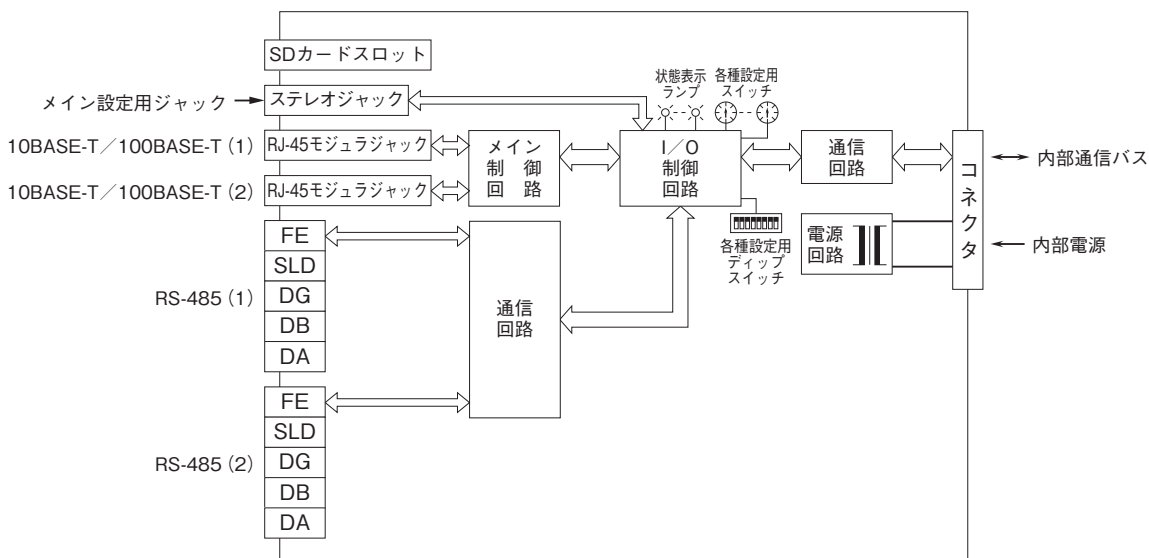 SDカードスロット
メイン設定用ジャック
ステレオジャック
状態表示
ランプ
各種設定用
スイッチ
10BASE-T／100BASE-T (1)
RJ-45モジュラジャック
メイン
制御
回路
I／O
制御
回路
通信
回路
コネクタ
内部通信バス
10BASE-T／100BASE-T (2)
RJ-45モジュラジャック
各種設定用
ディップ
スイッチ
電源
回路
内部電源
RS-485 (1)
FE
SLD
DG
DB
DA
通信
回路
RS-485 (2)
FE
SLD
DG
DB
DA